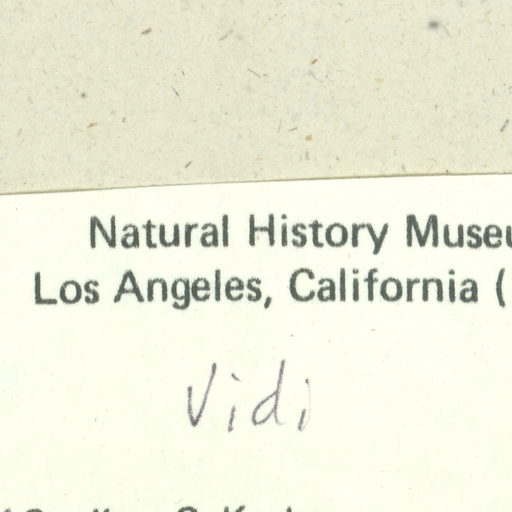 Natural History Museu
Los Angeles, California (
Vidi